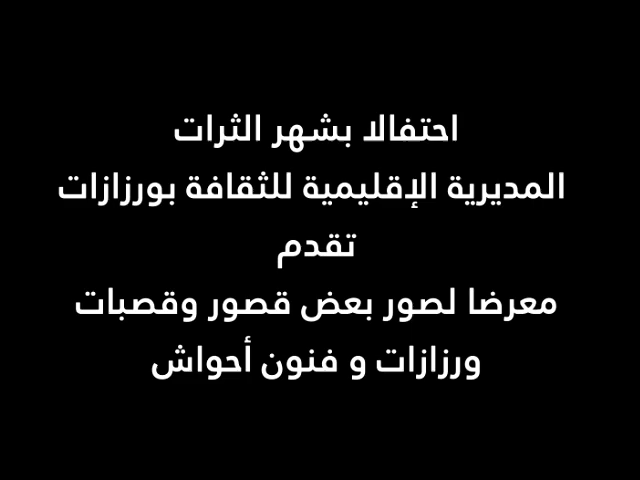 احتفالا بشهر الثرات
المديرية الإقليمية للثقافة بورزازات
تقدم
معرضا لصور بعض قصور وقصبات
ورزازات و فنون أحواش